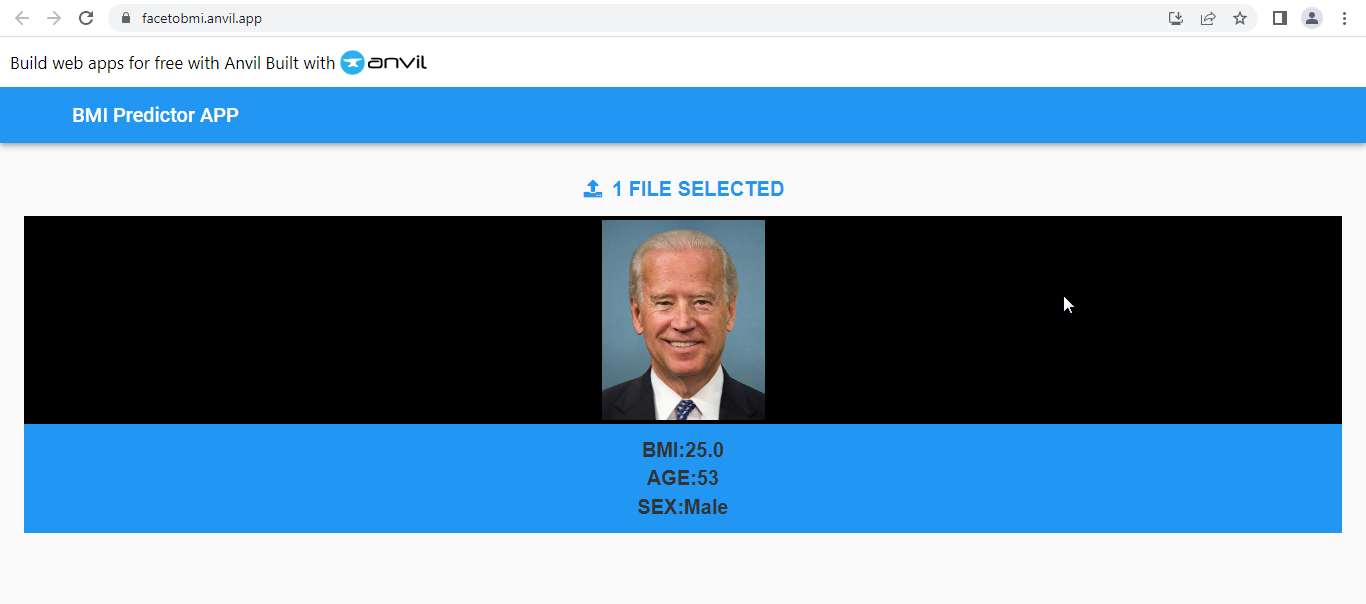 facetobmi.anvil.app
Build web apps for free with Anvil Built with anvil
BMI Predictor APP
1 FILE SELECTED
BMI:25.0
AGE:53
SEX:Male